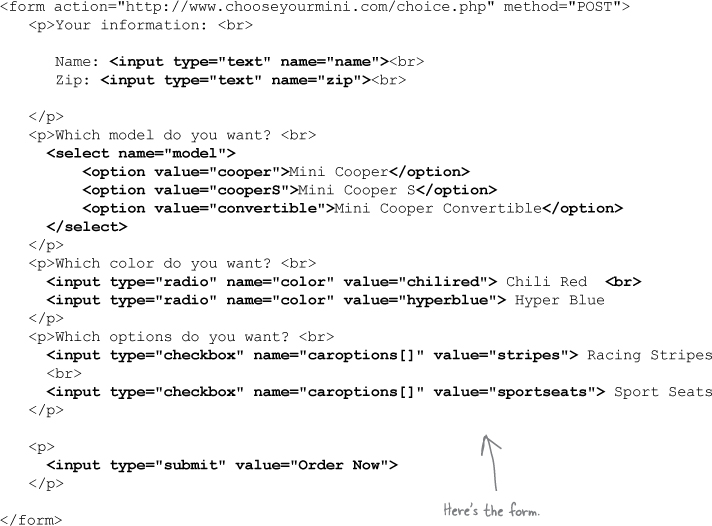 <form action="http://www.chooseyourmini.com/choice.php" method="POST">
<p>Your information: <br>
Name: <input type="text" name="name"><br>
Zip: <input type="text" name="zip"><br>
</p>
<p>Which model do you want? <br>
<select name="model">
<option value="cooper">Mini Cooper</option>
<option value="cooperS">Mini Cooper S</option>
<option value="convertible">Mini Cooper Convertible</option>
</select>
</p>
<p>Which color do you want? <br>
<input type="radio" name="color" value="chilired"> Chili Red <br>
<input type="radio" name="color" value="hyperblue"> Hyper Blue
</p>
<p>Which options do you want? <br>
<input type="checkbox" name="caroptions[]" value="stripes"> Racing Stripes
<br>
<input type="checkbox" name="caroptions[]" value="sportseats"> Sport Seats
</p>
<p>
<input type="submit" value="Order Now">
</p>
Here's the form.
</form>